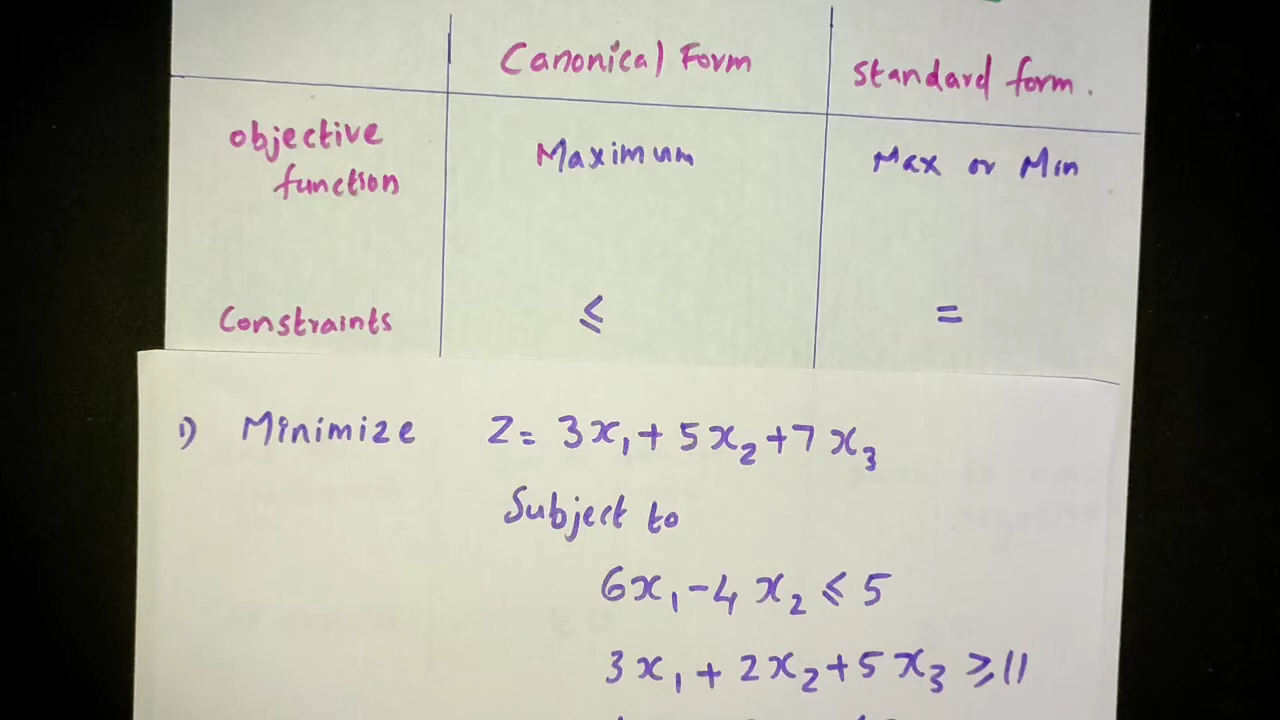 Canonical Form standard form.
objective function Maximum Max or Min
Constraints ≤ =
1) Minimize Z= 3x₁+5x₂+7x₃
Subject to
6x₁-4x₂≤5
3x₁+2x₂+5x₃≥11